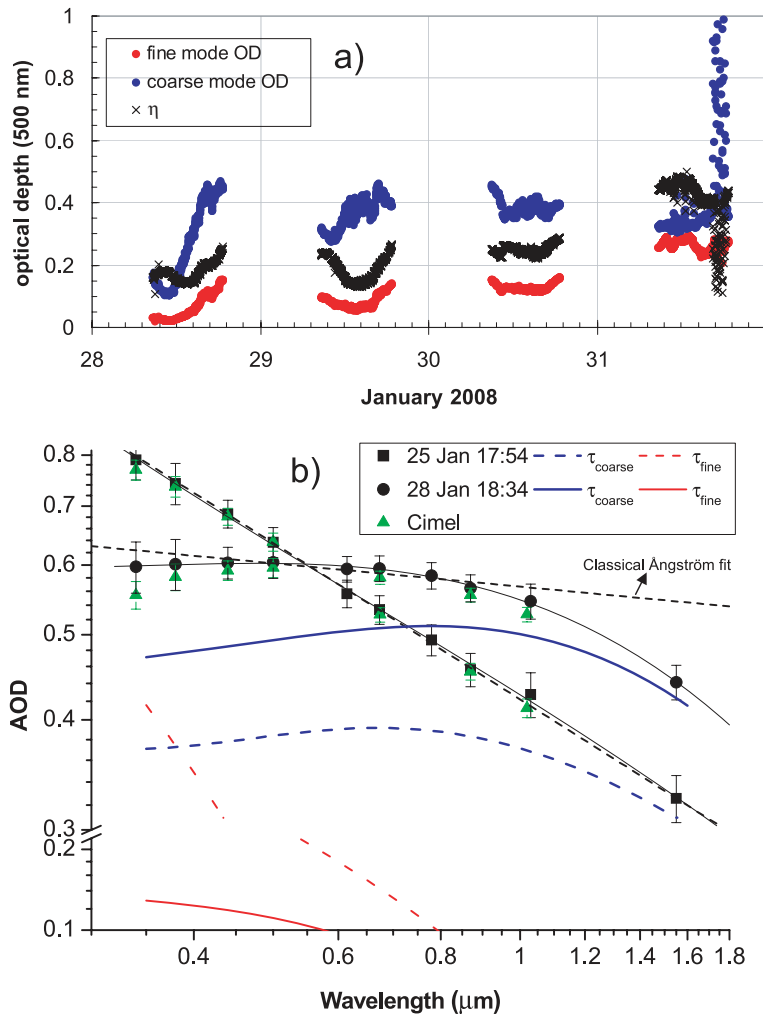 a)
fine mode OD
coarse mode OD
η
optical depth (500 nm)
1
0.8
0.6
0.4
0.2
0
28
29
30
31
January 2008
b)
25 Jan 17:54
τcoarse
τfine
28 Jan 18:34
τcoarse
τfine
Cimel
Classical Ångström fit
AOD
0.8
0.7
0.6
0.5
0.4
0.3
0.2
0.1
0.4
0.6
0.8
1
1.2
1.4
1.6
1.8
Wavelength (μm)